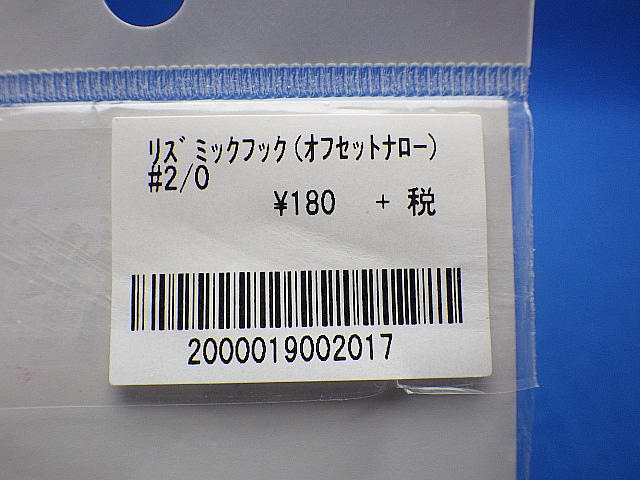 リズミックフック(オフセットナロー)
#2/0
¥180 + 税
2000019002017